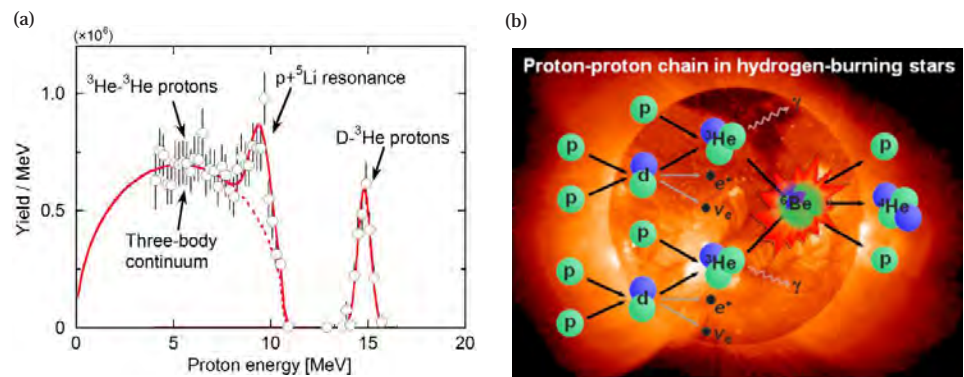 (a)
(×10⁶)
Yield / MeV
1.0
0.5
0
³He-³He protons
p+⁵Li resonance
D-³He protons
Three-body
continuum
0
5
10
15
20
Proton energy [MeV]
(b)
Proton-proton chain in hydrogen-burning stars
p
p
p
d
³He
γ
e⁺
νe
p
p
p
d
³He
γ
e⁺
νe
⁶Be
p
⁴He
p